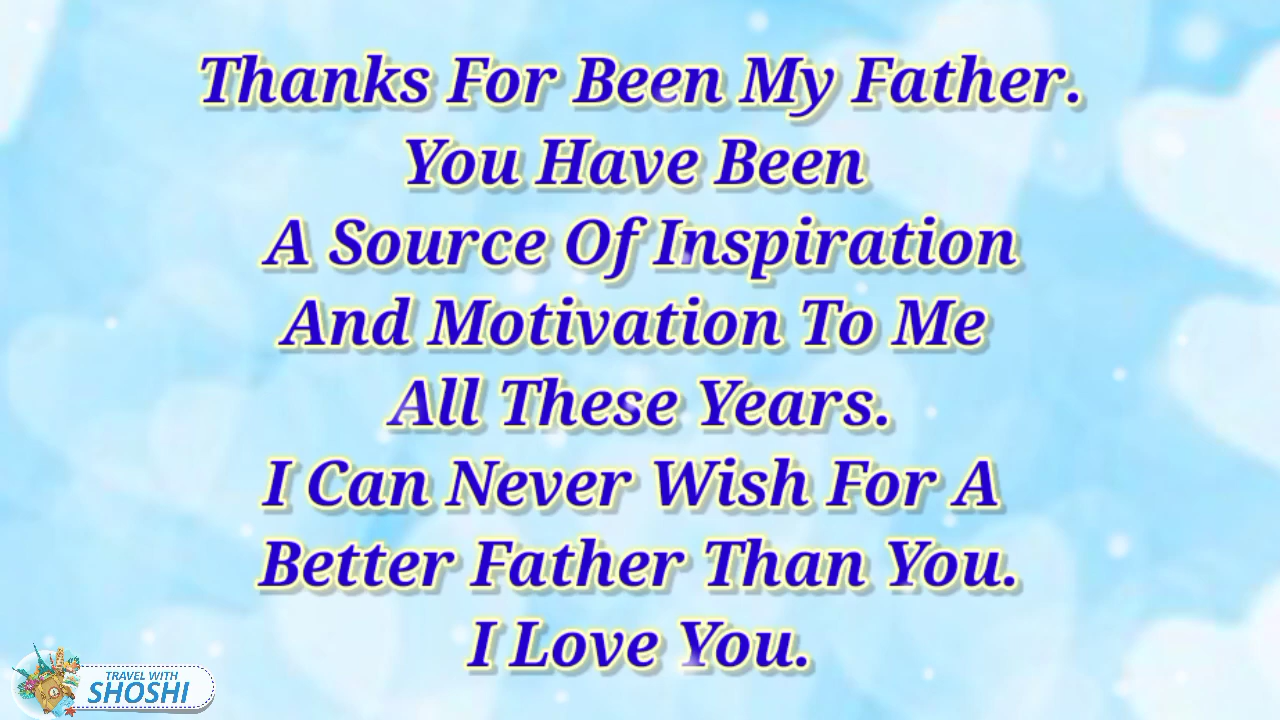 Thanks For Been My Father.
You Have Been
A Source Of Inspiration
And Motivation To Me
All These Years.
I Can Never Wish For A
Better Father Than You.
I Love You.
TRAVEL WITH
SHOSHI